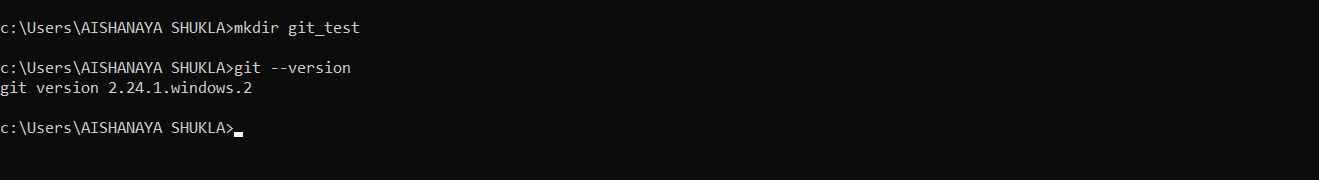 c:\Users\AISHANAYA SHUKLA>mkdir git_test
c:\Users\AISHANAYA SHUKLA>git --version
git version 2.24.1.windows.2
c:\Users\AISHANAYA SHUKLA>